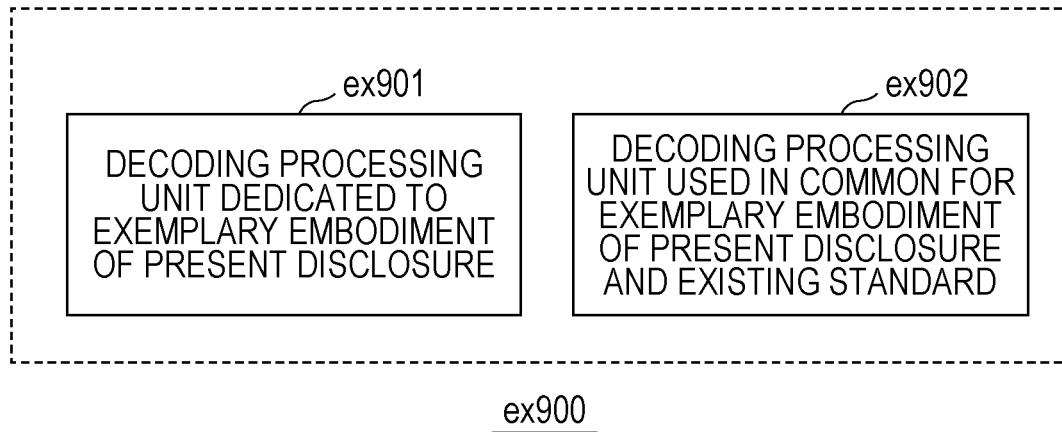 ex901
DECODING PROCESSING
UNIT DEDICATED TO
EXEMPLARY EMBODIMENT
OF PRESENT DISCLOSURE
ex902
DECODING PROCESSING
UNIT USED IN COMMON FOR
EXEMPLARY EMBODIMENT
OF PRESENT DISCLOSURE
AND EXISTING STANDARD
ex900